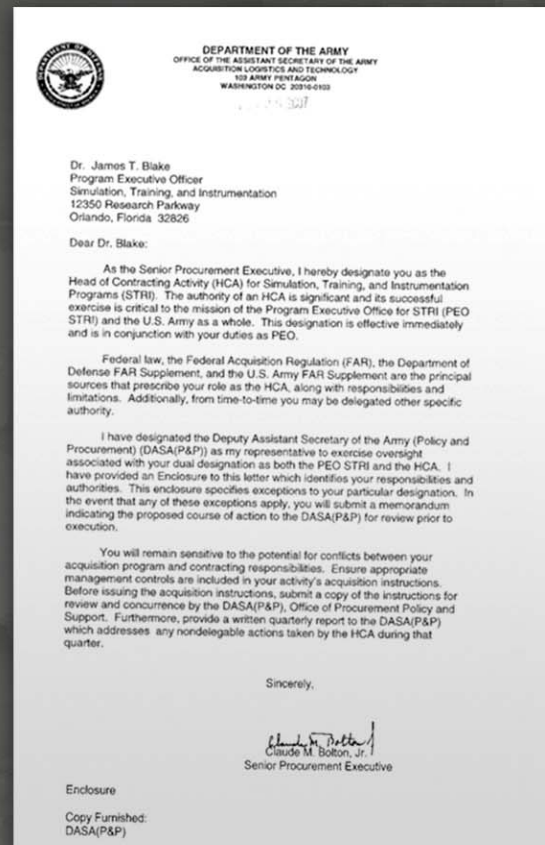 DEPARTMENT OF THE ARMY
OFFICE OF THE ASSISTANT SECRETARY OF THE ARMY
ACQUISITION LOGISTICS AND TECHNOLOGY
103 ARMY PENTAGON
WASHINGTON DC 20310-0103
Dr. James T. Blake
Program Executive Officer
Simulation, Training, and Instrumentation
12350 Research Parkway
Orlando, Florida 32826
Dear Dr. Blake:
As the Senior Procurement Executive, I hereby designate you as the
Head of Contracting Activity (HCA) for Simulation, Training, and Instrumentation
Programs (STRI). The authority of an HCA is significant and its successful
exercise is critical to the mission of the Program Executive Office for STRI (PEO
STRI) and the U.S. Army as a whole. This designation is effective immediately
and is in conjunction with your duties as PEO.
Federal law, the Federal Acquisition Regulation (FAR), the Department of
Defense FAR Supplement, and the U.S. Army FAR Supplement are the principal
sources that prescribe your role as the HCA, along with responsibilities and
limitations. Additionally, from time-to-time you may be delegated other specific
authority.
I have designated the Deputy Assistant Secretary of the Army (Policy and
Procurement) (DASA(P&P)) as my representative to exercise oversight
associated with your dual designation as both the PEO STRI and the HCA. I
have provided an Enclosure to this letter which identifies your responsibilities and
authorities. This enclosure specifies exceptions to your particular designation. In
the event that any of these exceptions apply, you will submit a memorandum
indicating the proposed course of action to the DASA(P&P) for review prior to
execution.
You will remain sensitive to the potential for conflicts between your
acquisition program and contracting responsibilities. Ensure appropriate
management controls are included in your activity's acquisition instructions.
Before issuing the acquisition instructions, submit a copy of the instructions for
review and concurrence by the DASA(P&P), Office of Procurement Policy and
Support. Furthermore, provide a written quarterly report to the DASA(P&P)
which addresses any nondelegable actions taken by the HCA during that
quarter.
Sincerely,
Claude M. Bolton
Claude M. Bolton, Jr.
Senior Procurement Executive
Enclosure
Copy Furnished:
DASA(P&P)